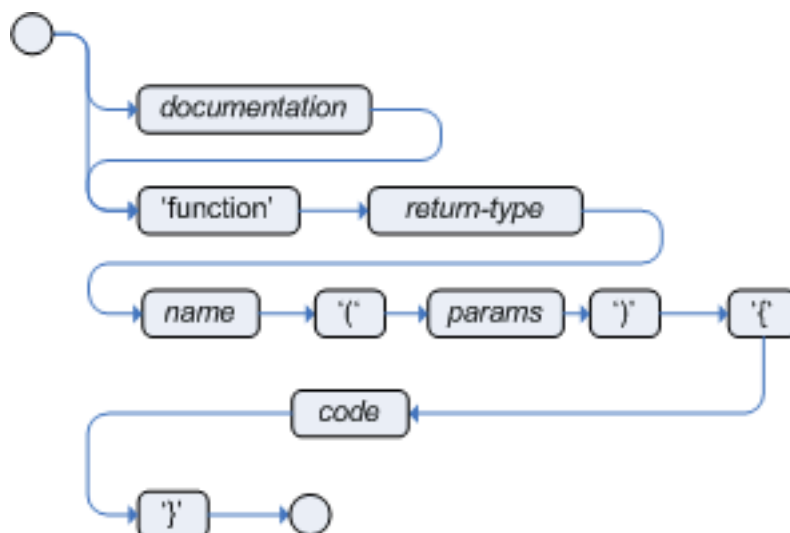 documentation
'function' return-type
name '(' params ')' '{'
code
'}'